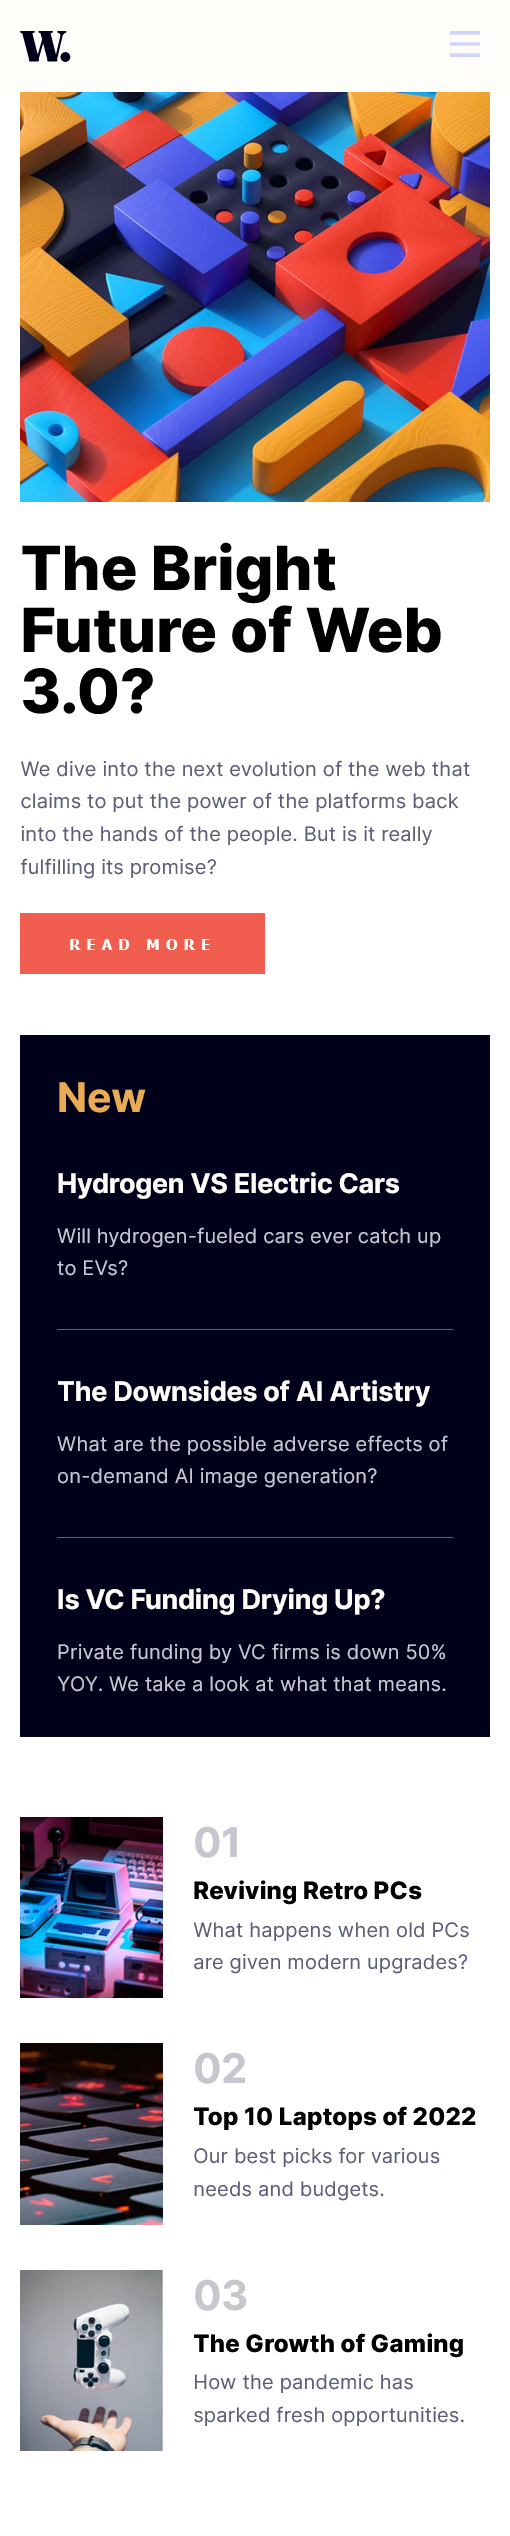 W.
The Bright
Future of Web
3.0?
We dive into the next evolution of the web that
claims to put the power of the platforms back
into the hands of the people. But is it really
fulfilling its promise?
READ MORE
New
Hydrogen VS Electric Cars
Will hydrogen-fueled cars ever catch up
to EVs?
The Downsides of AI Artistry
What are the possible adverse effects of
on-demand AI image generation?
Is VC Funding Drying Up?
Private funding by VC firms is down 50%
YOY. We take a look at what that means.
01
Reviving Retro PCs
What happens when old PCs
are given modern upgrades?
02
Top 10 Laptops of 2022
Our best picks for various
needs and budgets.
03
The Growth of Gaming
How the pandemic has
sparked fresh opportunities.